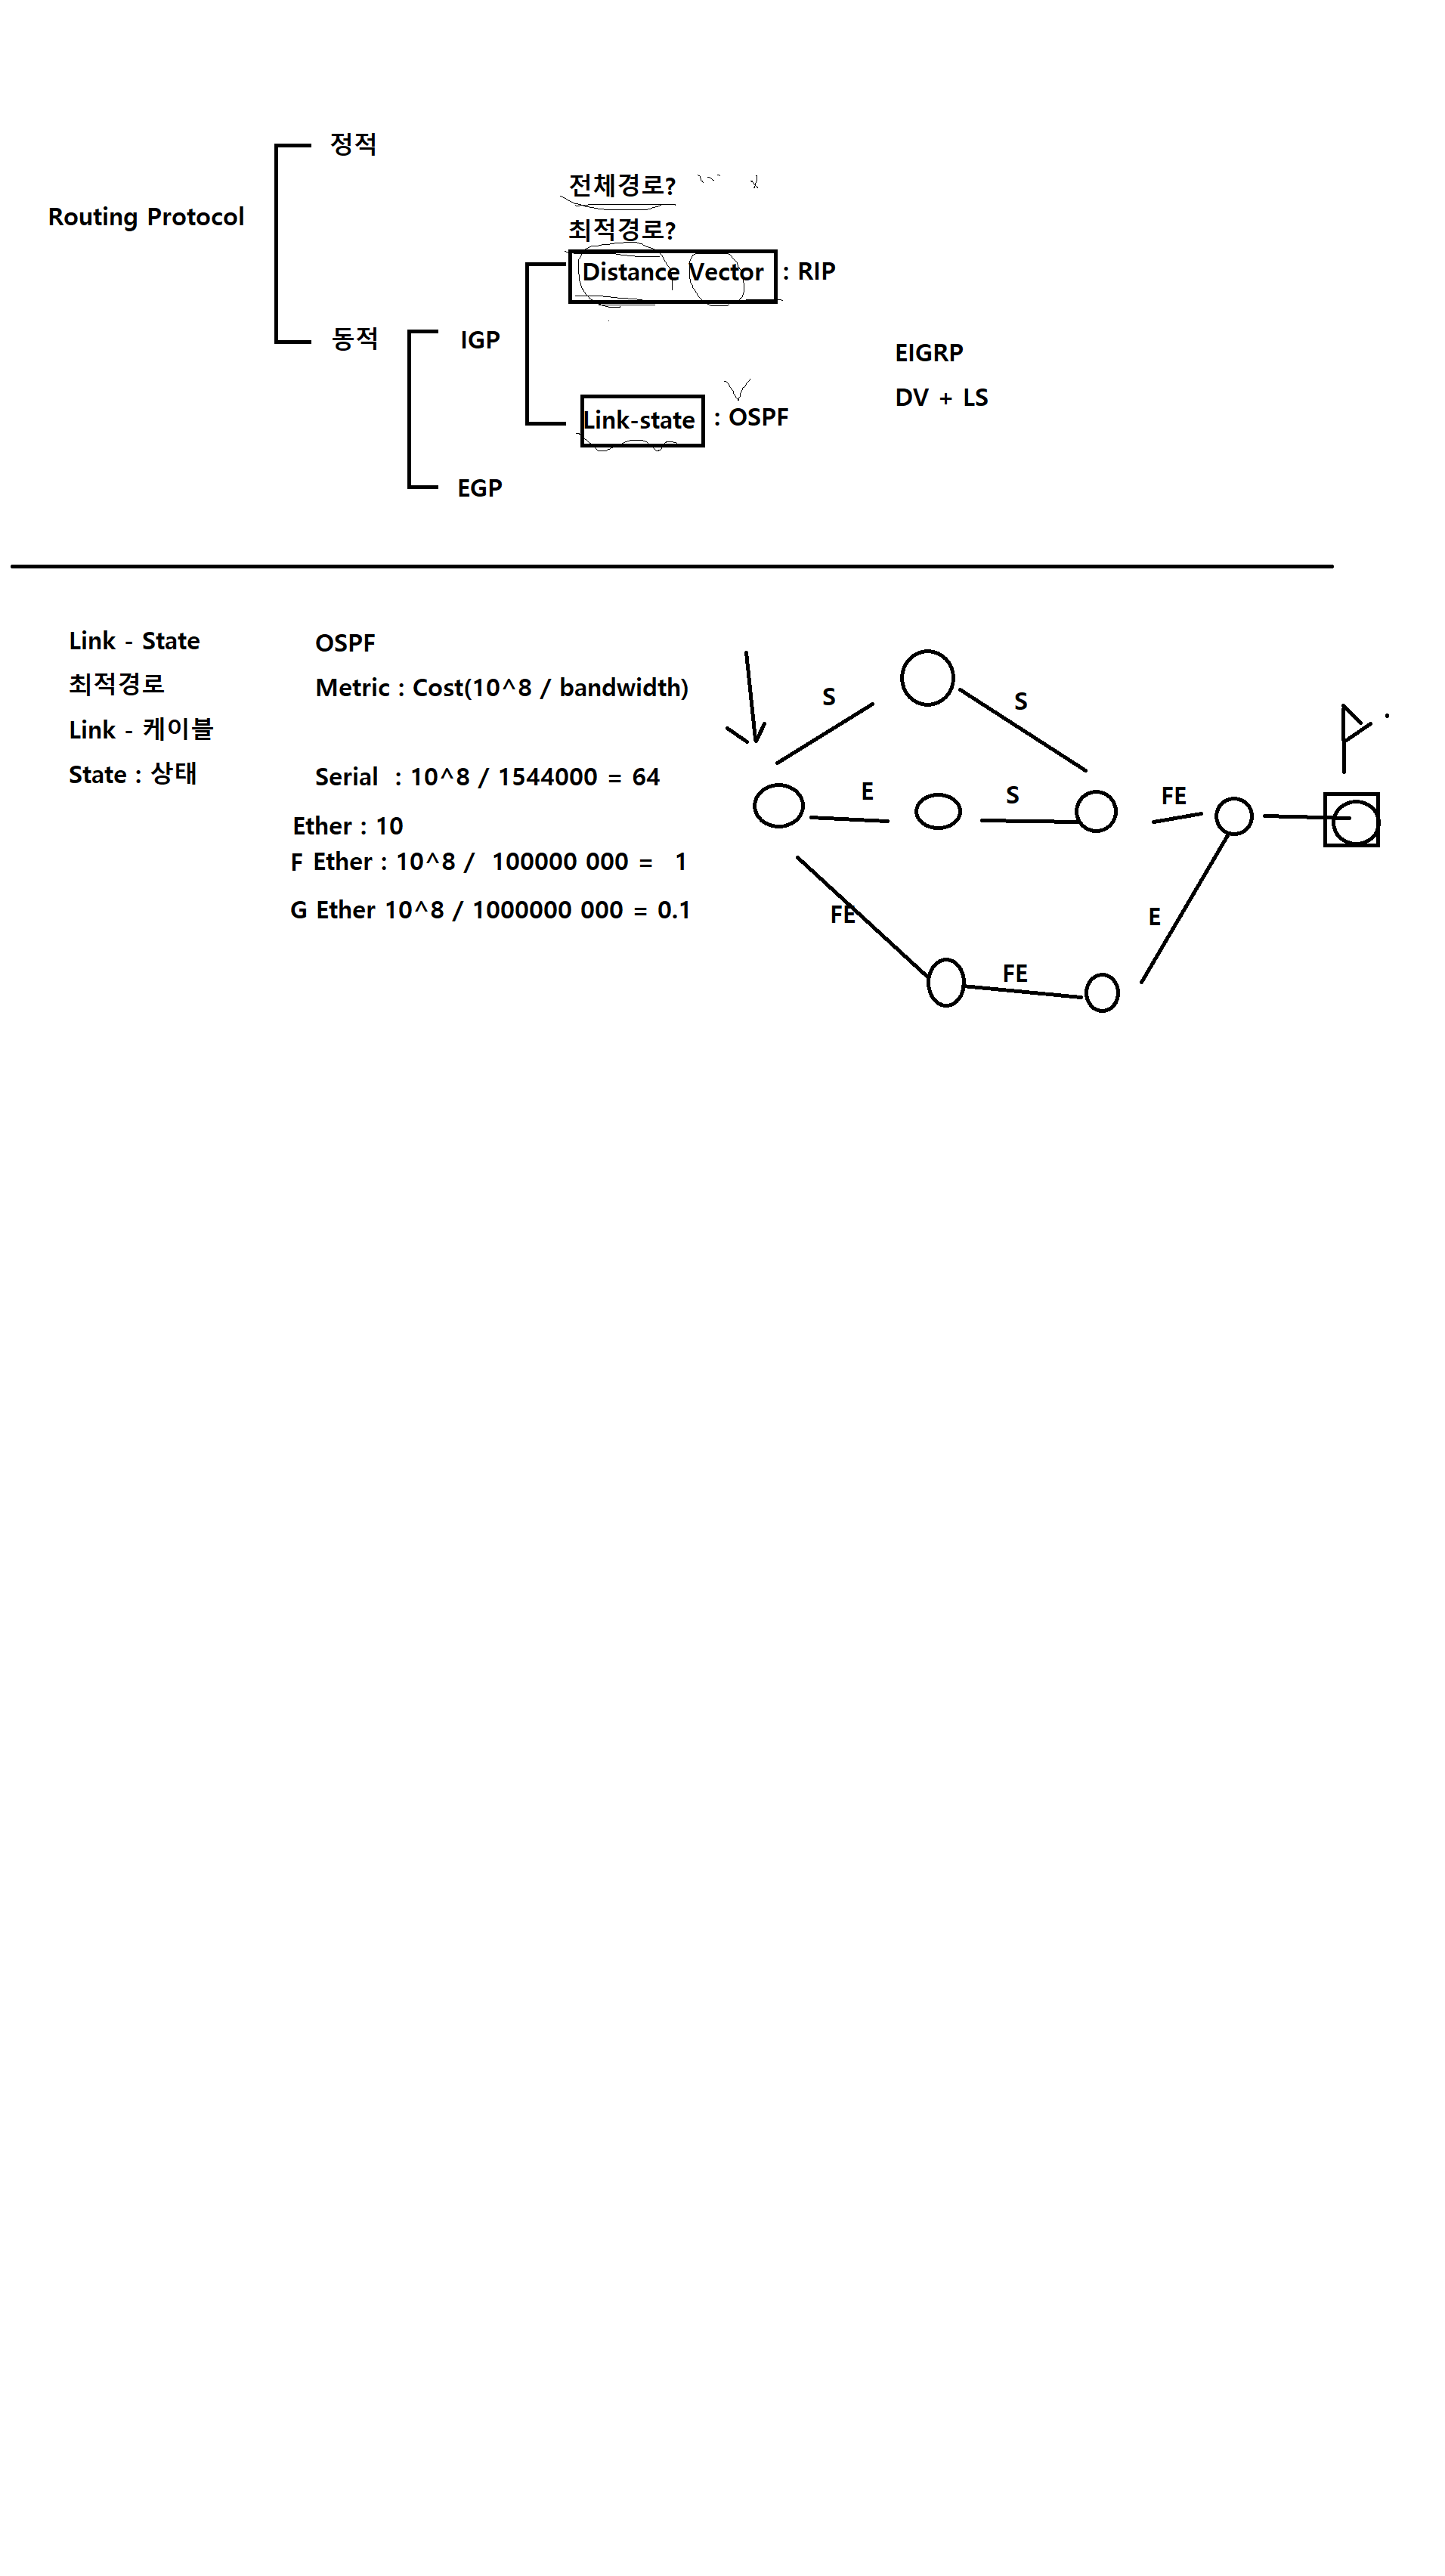 정적
Routing Protocol
동적
IGP
EGP
전체경로?
최적경로?
Distance Vector : RIP
Link-state : OSPF
EIGRP
DV + LS
Link - State
최적경로
Link - 케이블
State : 상태
OSPF
Metric : Cost(10^8 / bandwidth)
Serial : 10^8 / 1544000 = 64
Ether : 10
F Ether : 10^8 / 100000 000 = 1
G Ether 10^8 / 1000000 000 = 0.1
S
S
E
S
FE
FE
FE
E